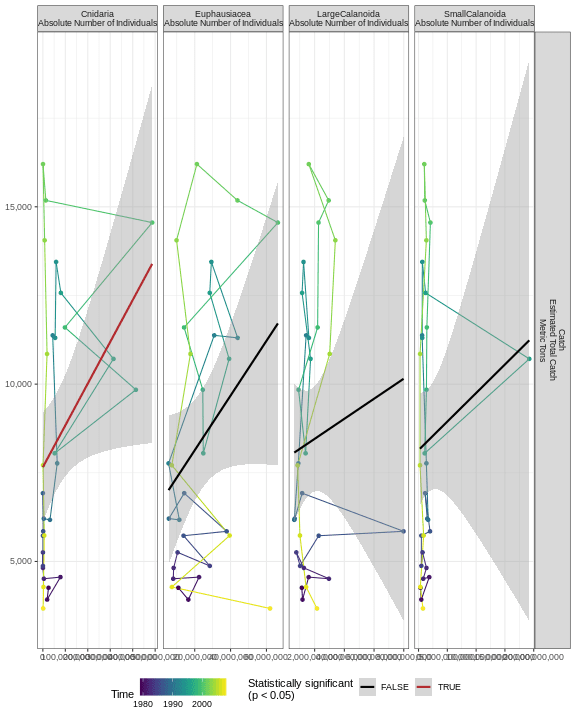 Cnidaria
Absolute Number of Individuals
Euphausiacea
Absolute Number of Individuals
LargeCalanoida
Absolute Number of Individuals
SmallCalanoida
Absolute Number of Individuals
15,000
10,000
5,000
Catch
Estimated Total Catch
Metric Tons
Time
1980
1990
2000
Statistically significant
(p < 0.05)
FALSE
TRUE